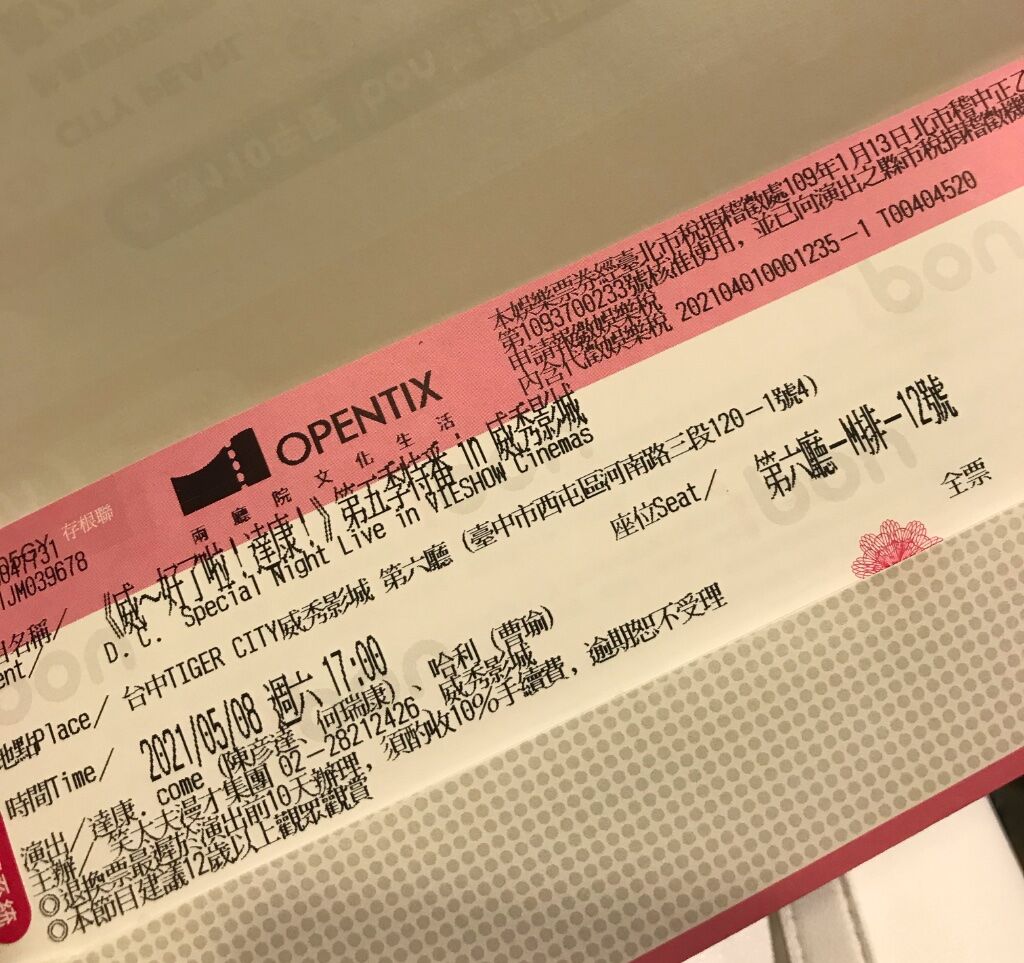 本娛樂票券經臺北市稅捐稽徵處109年1月13日北市稽中正乙
第1093700233號核准使用，並已向演出之縣市稅捐稽徵機
申請報繳娛樂稅
內含代徵娛樂稅 202104010001235-1 T00404520
OPENTIX
兩廳院文化生活
存根聯
1JM039678
《威~好了啦！達康！》第五季特番 in 威秀影城
D. C. Special Night Live in VIESHOW Cinemas
地點Place/ 台中TIGER CITY威秀影城 第六廳 (臺中市西屯區河南路三段120-1號4)
座位Seat/ 第六廳-M排-12號
全票
時間Time/ 2021/05/08 週六 17:00
演出/達康.come (陳彥達、何瑞康)、哈利 (曹瑜)
主辦/笑太夫漫才集團 02-28212426、威秀影城
◎退換票最遲於演出前10天辦理，須酌收10%手續費，逾期恕不受理
◎本節目建議12歲以上觀眾觀賞